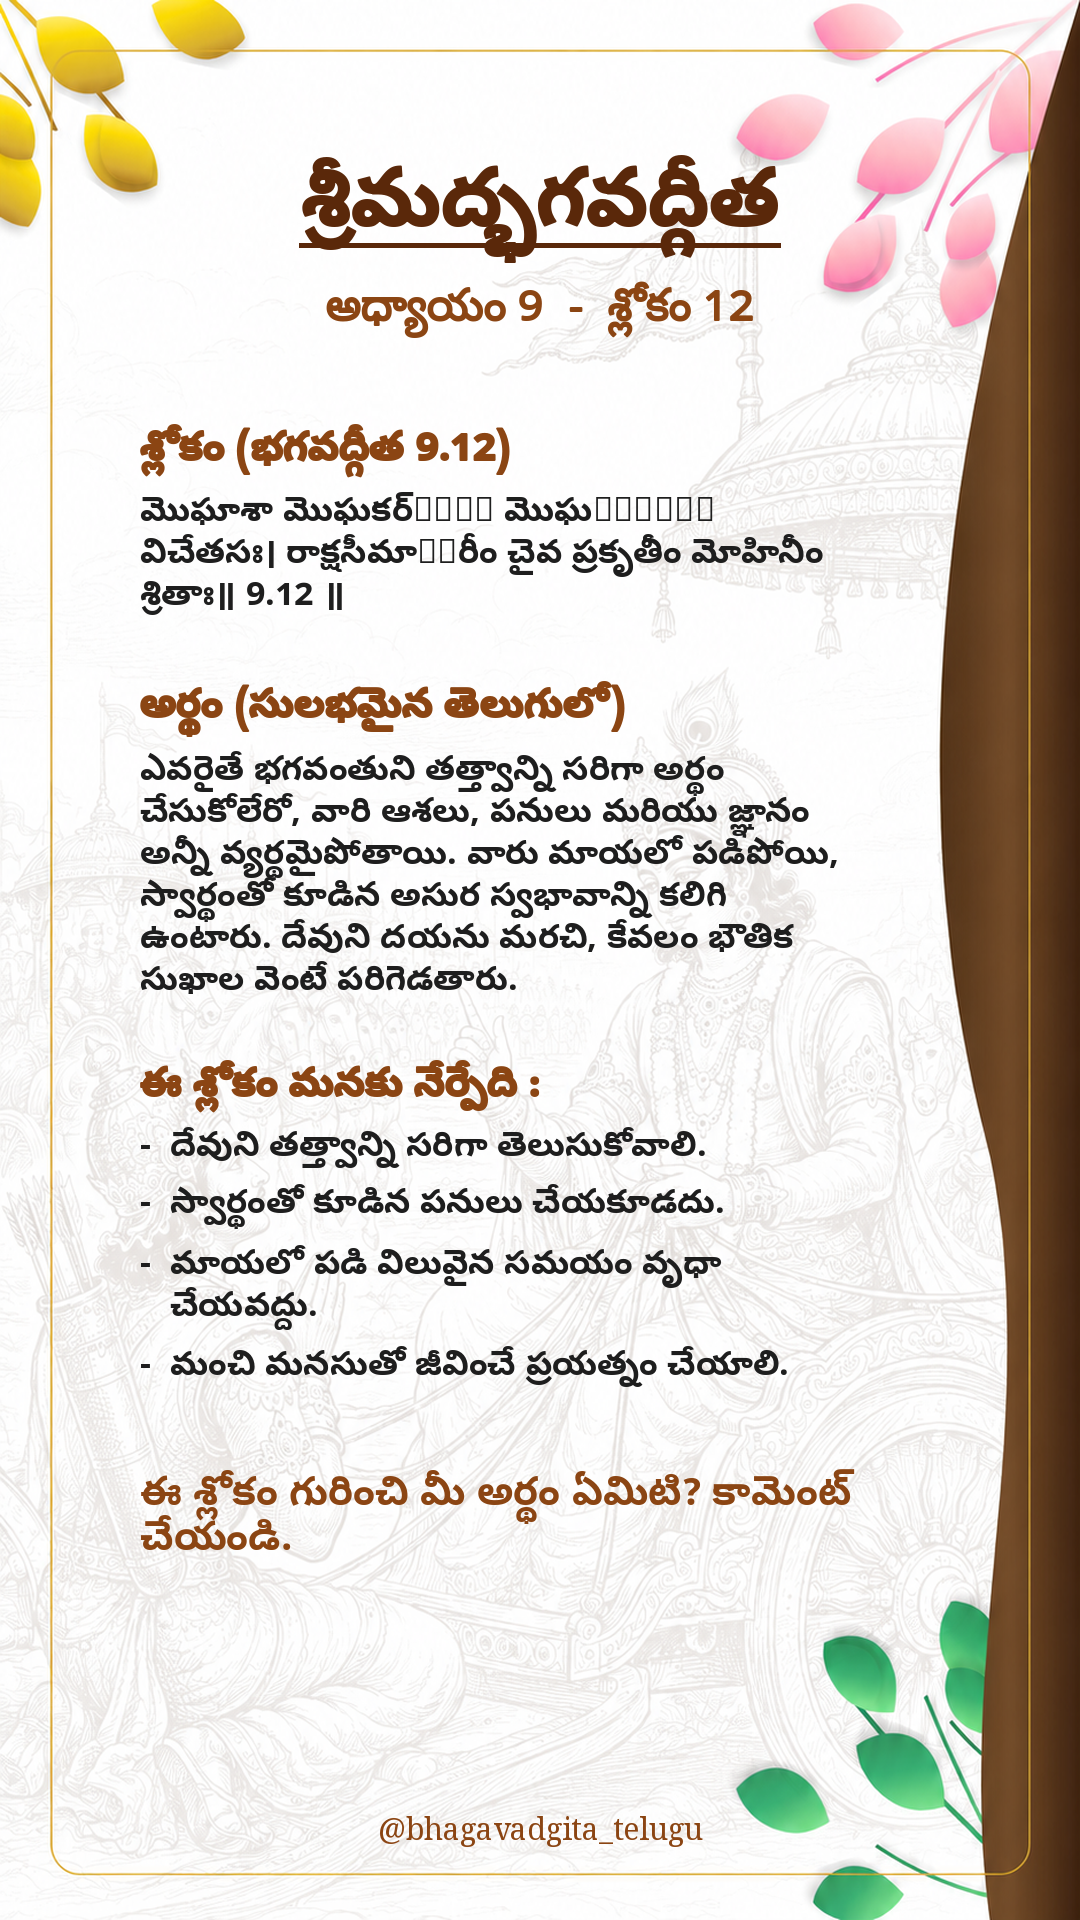 శ్రీమద్భగవద్గీత
అధ్యాయం 9 - శ్లోకం 12
శ్లోకం (భగవద్గీత 9.12)
మొఘాశా మొఘకర్ మొఘ
విచేతసః| రాక్షసీమా రీం చైవ ప్రకృతీం మోహినీం
శ్రితాః॥ 9.12 ॥
అర్థం (సులభమైన తెలుగులో)
ఎవరైతే భగవంతుని తత్త్వాన్ని సరిగా అర్థం
చేసుకోలేరో, వారి ఆశలు, పనులు మరియు జ్ఞానం
అన్నీ వ్యర్థమైపోతాయి. వారు మాయలో పడిపోయి,
స్వార్థంతో కూడిన అసుర స్వభావాన్ని కలిగి
ఉంటారు. దేవుని దయను మరచి, కేవలం భౌతిక
సుఖాల వెంటే పరిగెడతారు.
ఈ శ్లోకం మనకు నేర్పేది :
- దేవుని తత్త్వాన్ని సరిగా తెలుసుకోవాలి.
- స్వార్థంతో కూడిన పనులు చేయకూడదు.
- మాయలో పడి విలువైన సమయం వృధా
చేయవద్దు.
- మంచి మనసుతో జీవించే ప్రయత్నం చేయాలి.
ఈ శ్లోకం గురించి మీ అర్థం ఏమిటి? కామెంట్
చేయండి.
@bhagavadgita_telugu